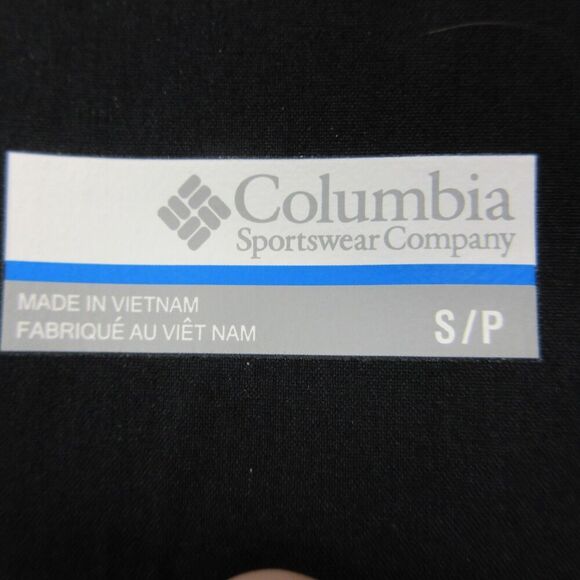 Columbia
Sportswear Company
MADE IN VIETNAM
FABRIQUÉ AU VIÊT NAM
S/P